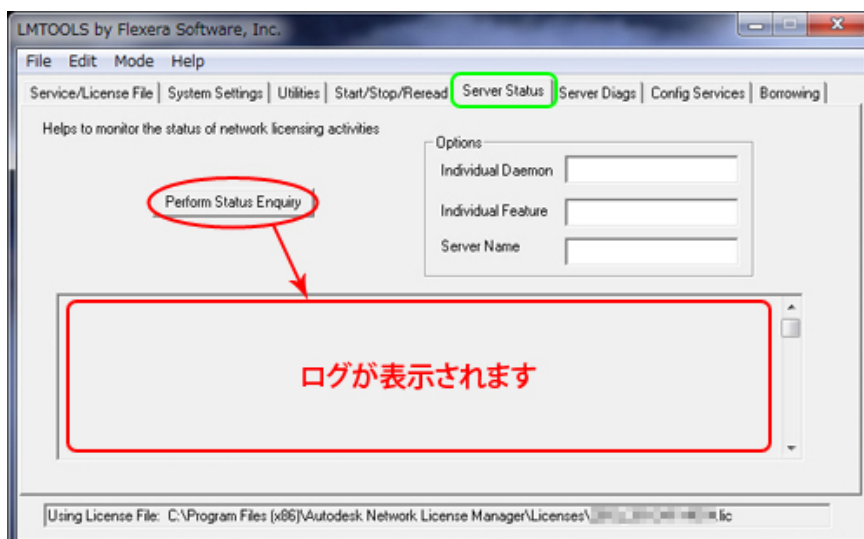 LMTOOLS by Flexera Software, Inc.
File Edit Mode Help
Service/License File System Settings Utilities Start/Stop/Reread Server Status Server Diags Config Services Borrowing
Helps to monitor the status of network licensing activities
Options
Individual Daemon
Perform Status Enquiry
Individual Feature
Server Name
ログが表示されます
Using License File: C:\Program Files (x86)\Autodesk Network License Manager\Licenses\ .lic